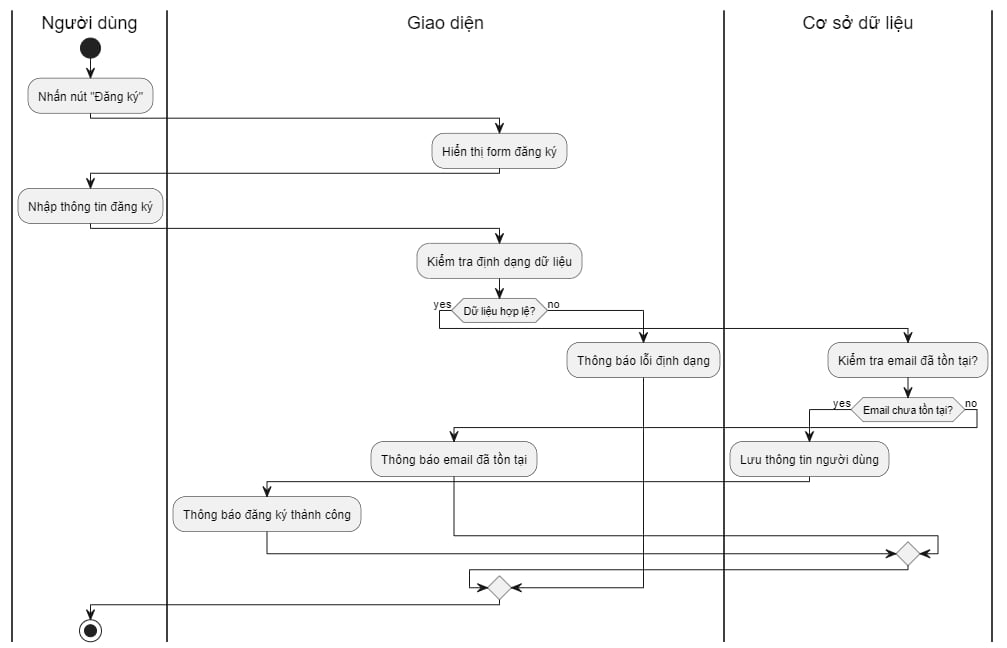 Người dùng
Giao diện
Cơ sở dữ liệu
Nhấn nút "Đăng ký"
Hiển thị form đăng ký
Nhập thông tin đăng ký
Kiểm tra định dạng dữ liệu
yes
Dữ liệu hợp lệ?
no
Thông báo lỗi định dạng
Kiểm tra email đã tồn tại?
yes
Email chưa tồn tại?
no
Thông báo email đã tồn tại
Lưu thông tin người dùng
Thông báo đăng ký thành công